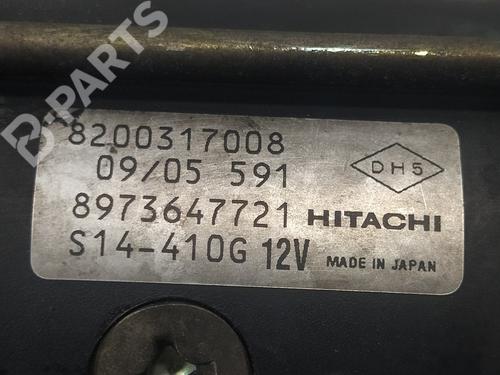 B-PARTS
8200317008
09/05 591
DH5
8973647721 HITACHI
S14-410G 12V MADE IN JAPAN